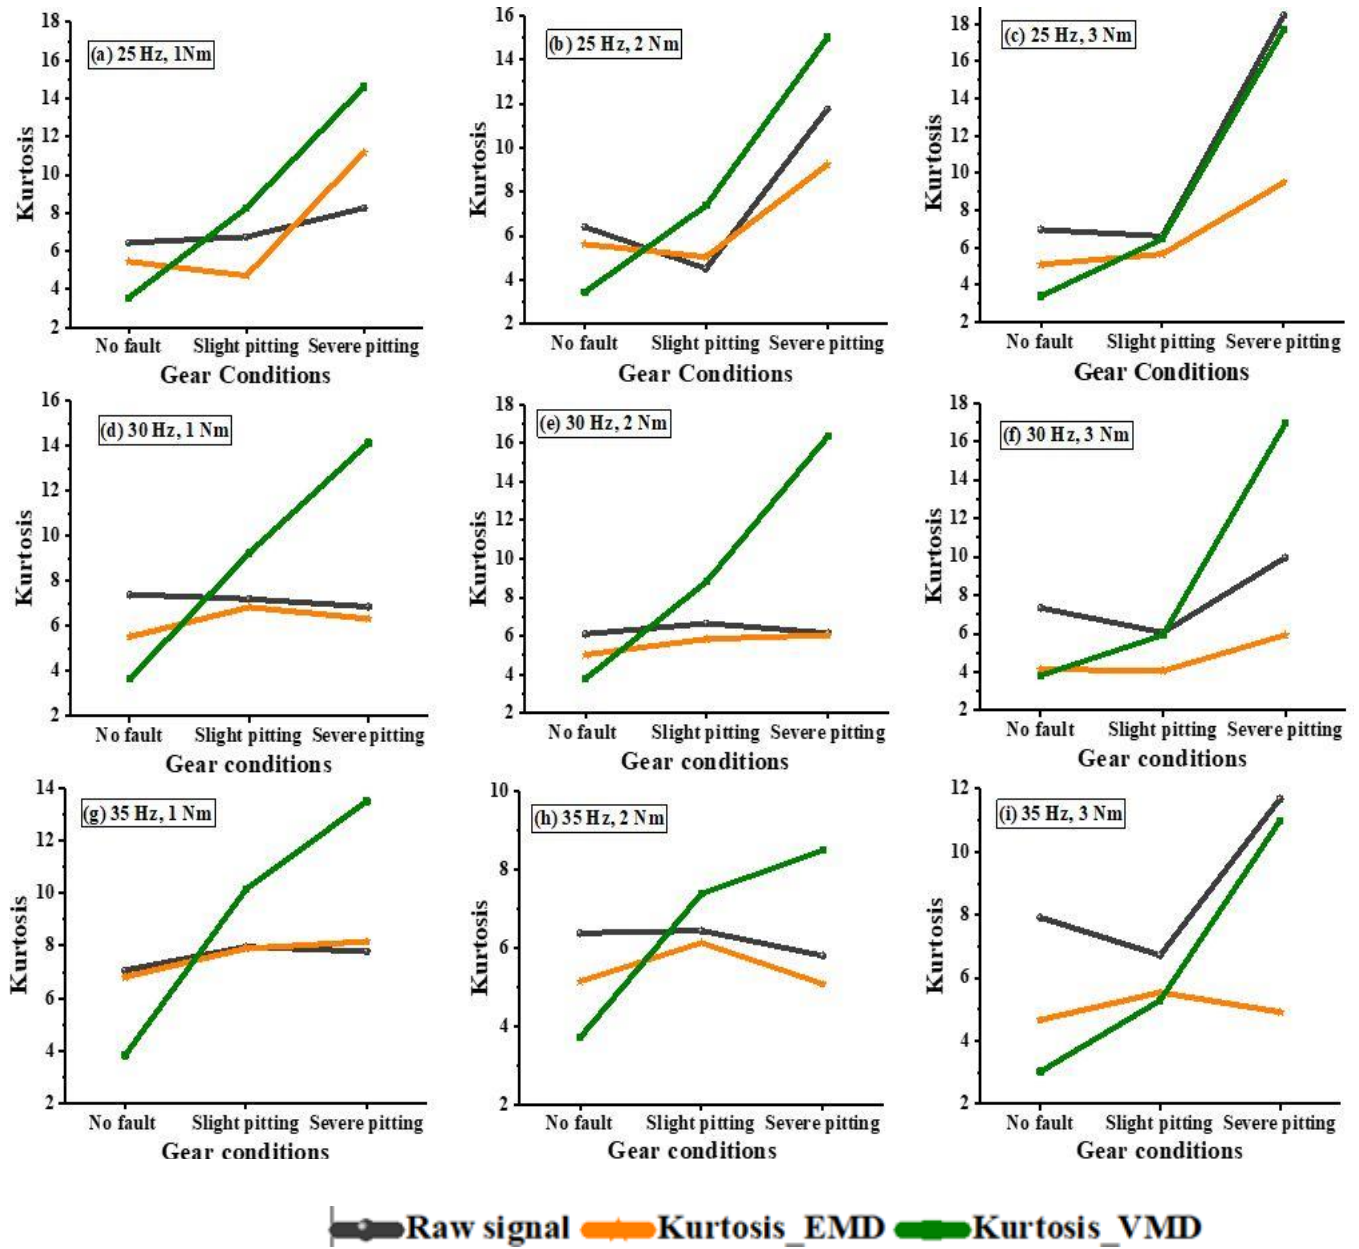 18
16
14
12
10
8
6
4
2
Kurtosis
(a) 25 Hz, 1Nm
No fault Slight pitting Severe pitting
Gear Conditions
16
14
12
10
8
6
4
2
Kurtosis
(b) 25 Hz, 2 Nm
No fault Slight pitting Severe pitting
Gear Conditions
18
16
14
12
10
8
6
4
2
Kurtosis
(c) 25 Hz, 3 Nm
No fault Slight pitting Severe pitting
Gear Conditions
16
14
12
10
8
6
4
2
Kurtosis
(d) 30 Hz, 1 Nm
No fault Slight pitting Severe pitting
Gear conditions
18
16
14
12
10
8
6
4
2
Kurtosis
(e) 30 Hz, 2 Nm
No fault Slight pitting Severe pitting
Gear conditions
18
16
14
12
10
8
6
4
2
Kurtosis
(f) 30 Hz, 3 Nm
No fault Slight pitting Severe pitting
Gear conditions
14
12
10
8
6
4
2
Kurtosis
(g) 35 Hz, 1 Nm
No fault Slight pitting Severe pitting
Gear conditions
10
8
6
4
2
Kurtosis
(h) 35 Hz, 2 Nm
No fault Slight pitting Severe pitting
Gear conditions
12
10
8
6
4
2
Kurtosis
(i) 35 Hz, 3 Nm
No fault Slight pitting Severe pitting
Gear conditions
Raw signal Kurtosis_EMD Kurtosis_VMD